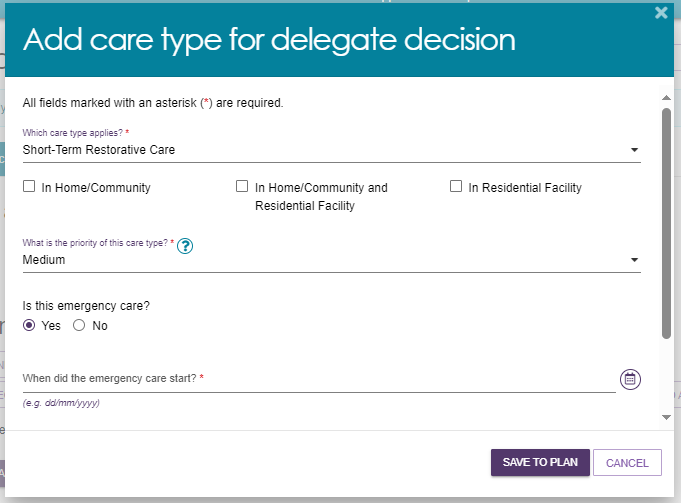 Add care type for delegate decision
All fields marked with an asterisk (*) are required.
Which care type applies? *
Short-Term Restorative Care
In Home/Community
In Home/Community and
Residential Facility
In Residential Facility
What is the priority of this care type? * ?
Medium
Is this emergency care?
Yes No
When did the emergency care start? *
(e.g. dd/mm/yyyy)
SAVE TO PLAN CANCEL